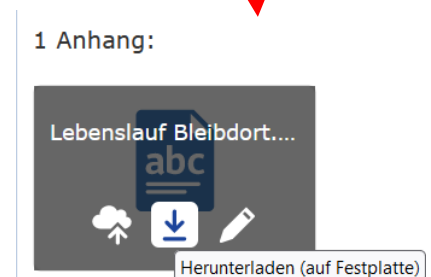 1 Anhang:
Lebenslauf Bleibdort....
abc
Herunterladen (auf Festplatte)